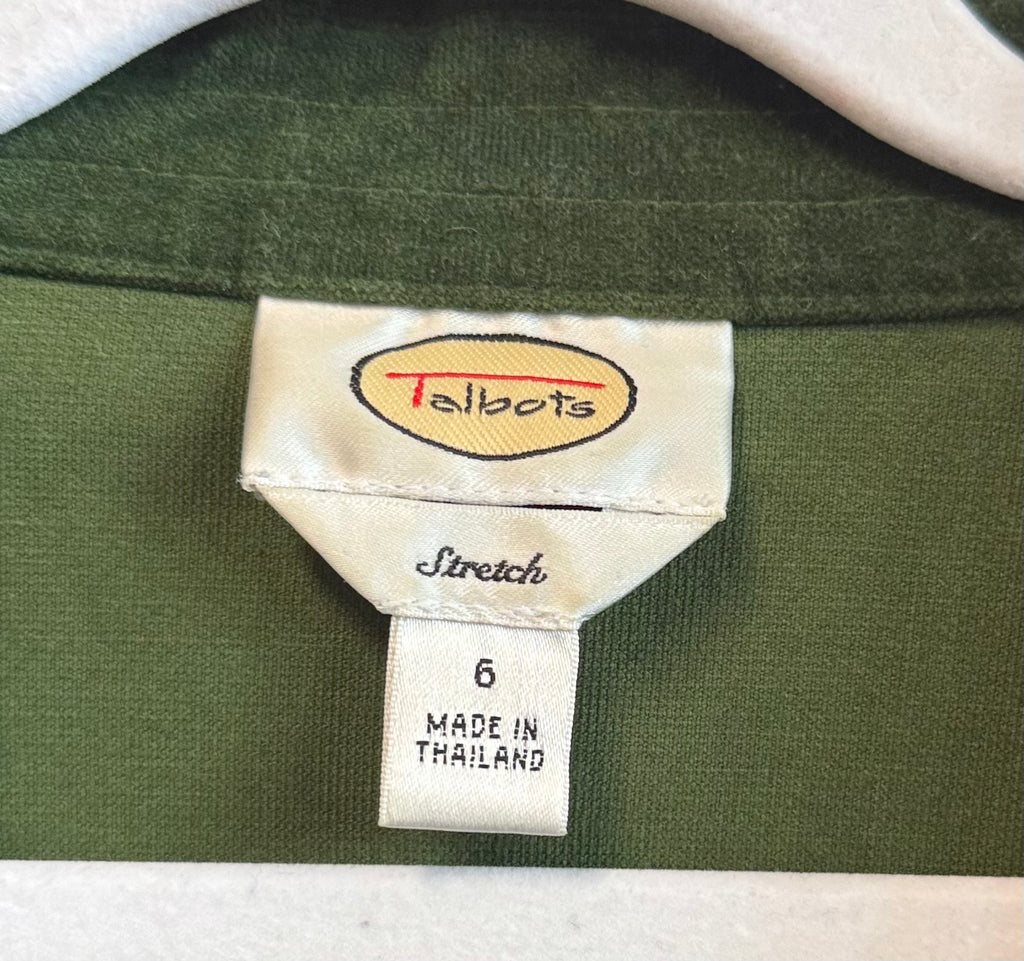 Talbots
Stretch
6
MADE IN
THAILAND